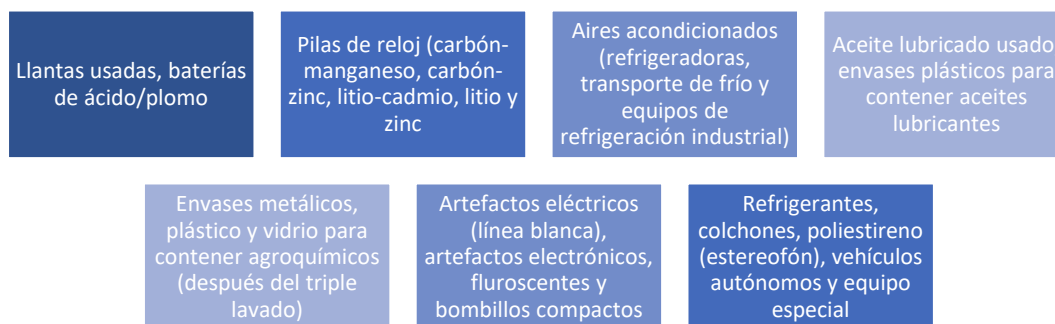 Llantas usadas, baterías
de ácido/plomo
Pilas de reloj (carbón-
manganeso, carbón-
zinc, litio-cadmio, litio y
zinc
Aires acondicionados
(refrigeradoras,
transporte de frío y
equipos de
refrigeración industrial)
Aceite lubricado usado,
envases plásticos para
contener aceites
lubricantes
Envases metálicos,
plástico y vidrio para
contener agroquímicos
(después del triple
lavado)
Artefactos eléctricos
(línea blanca),
artefactos electrónicos,
fluroscentes y
bombillos compactos
Refrigerantes,
colchones, poliestireno
(estereofón), vehículos
autónomos y equipo
especial